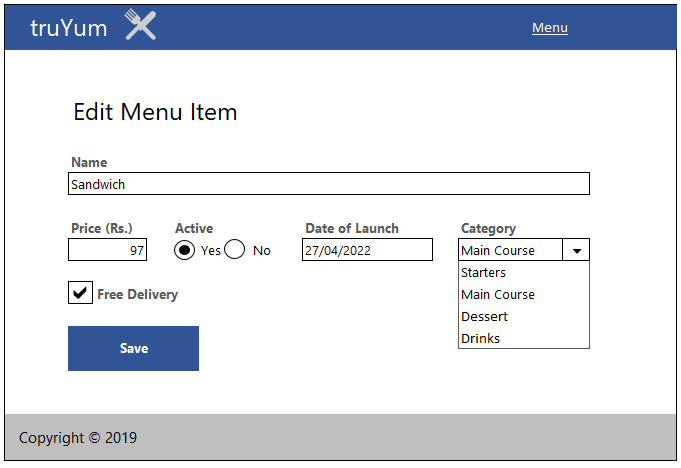 truYum Menu
Edit Menu Item
Name
Sandwich
Price (Rs.) Active Date of Launch Category
97 Yes No 27/04/2022 Main Course
Starters
Main Course
Dessert
Drinks
Free Delivery
Save
Copyright © 2019